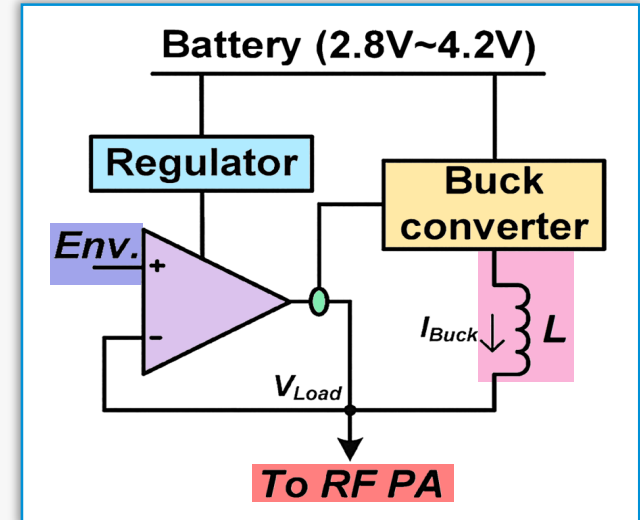 Battery (2.8V~4.2V)
Regulator
Buck
converter
Env.
+
-
I_Buck
L
V_Load
To RF PA